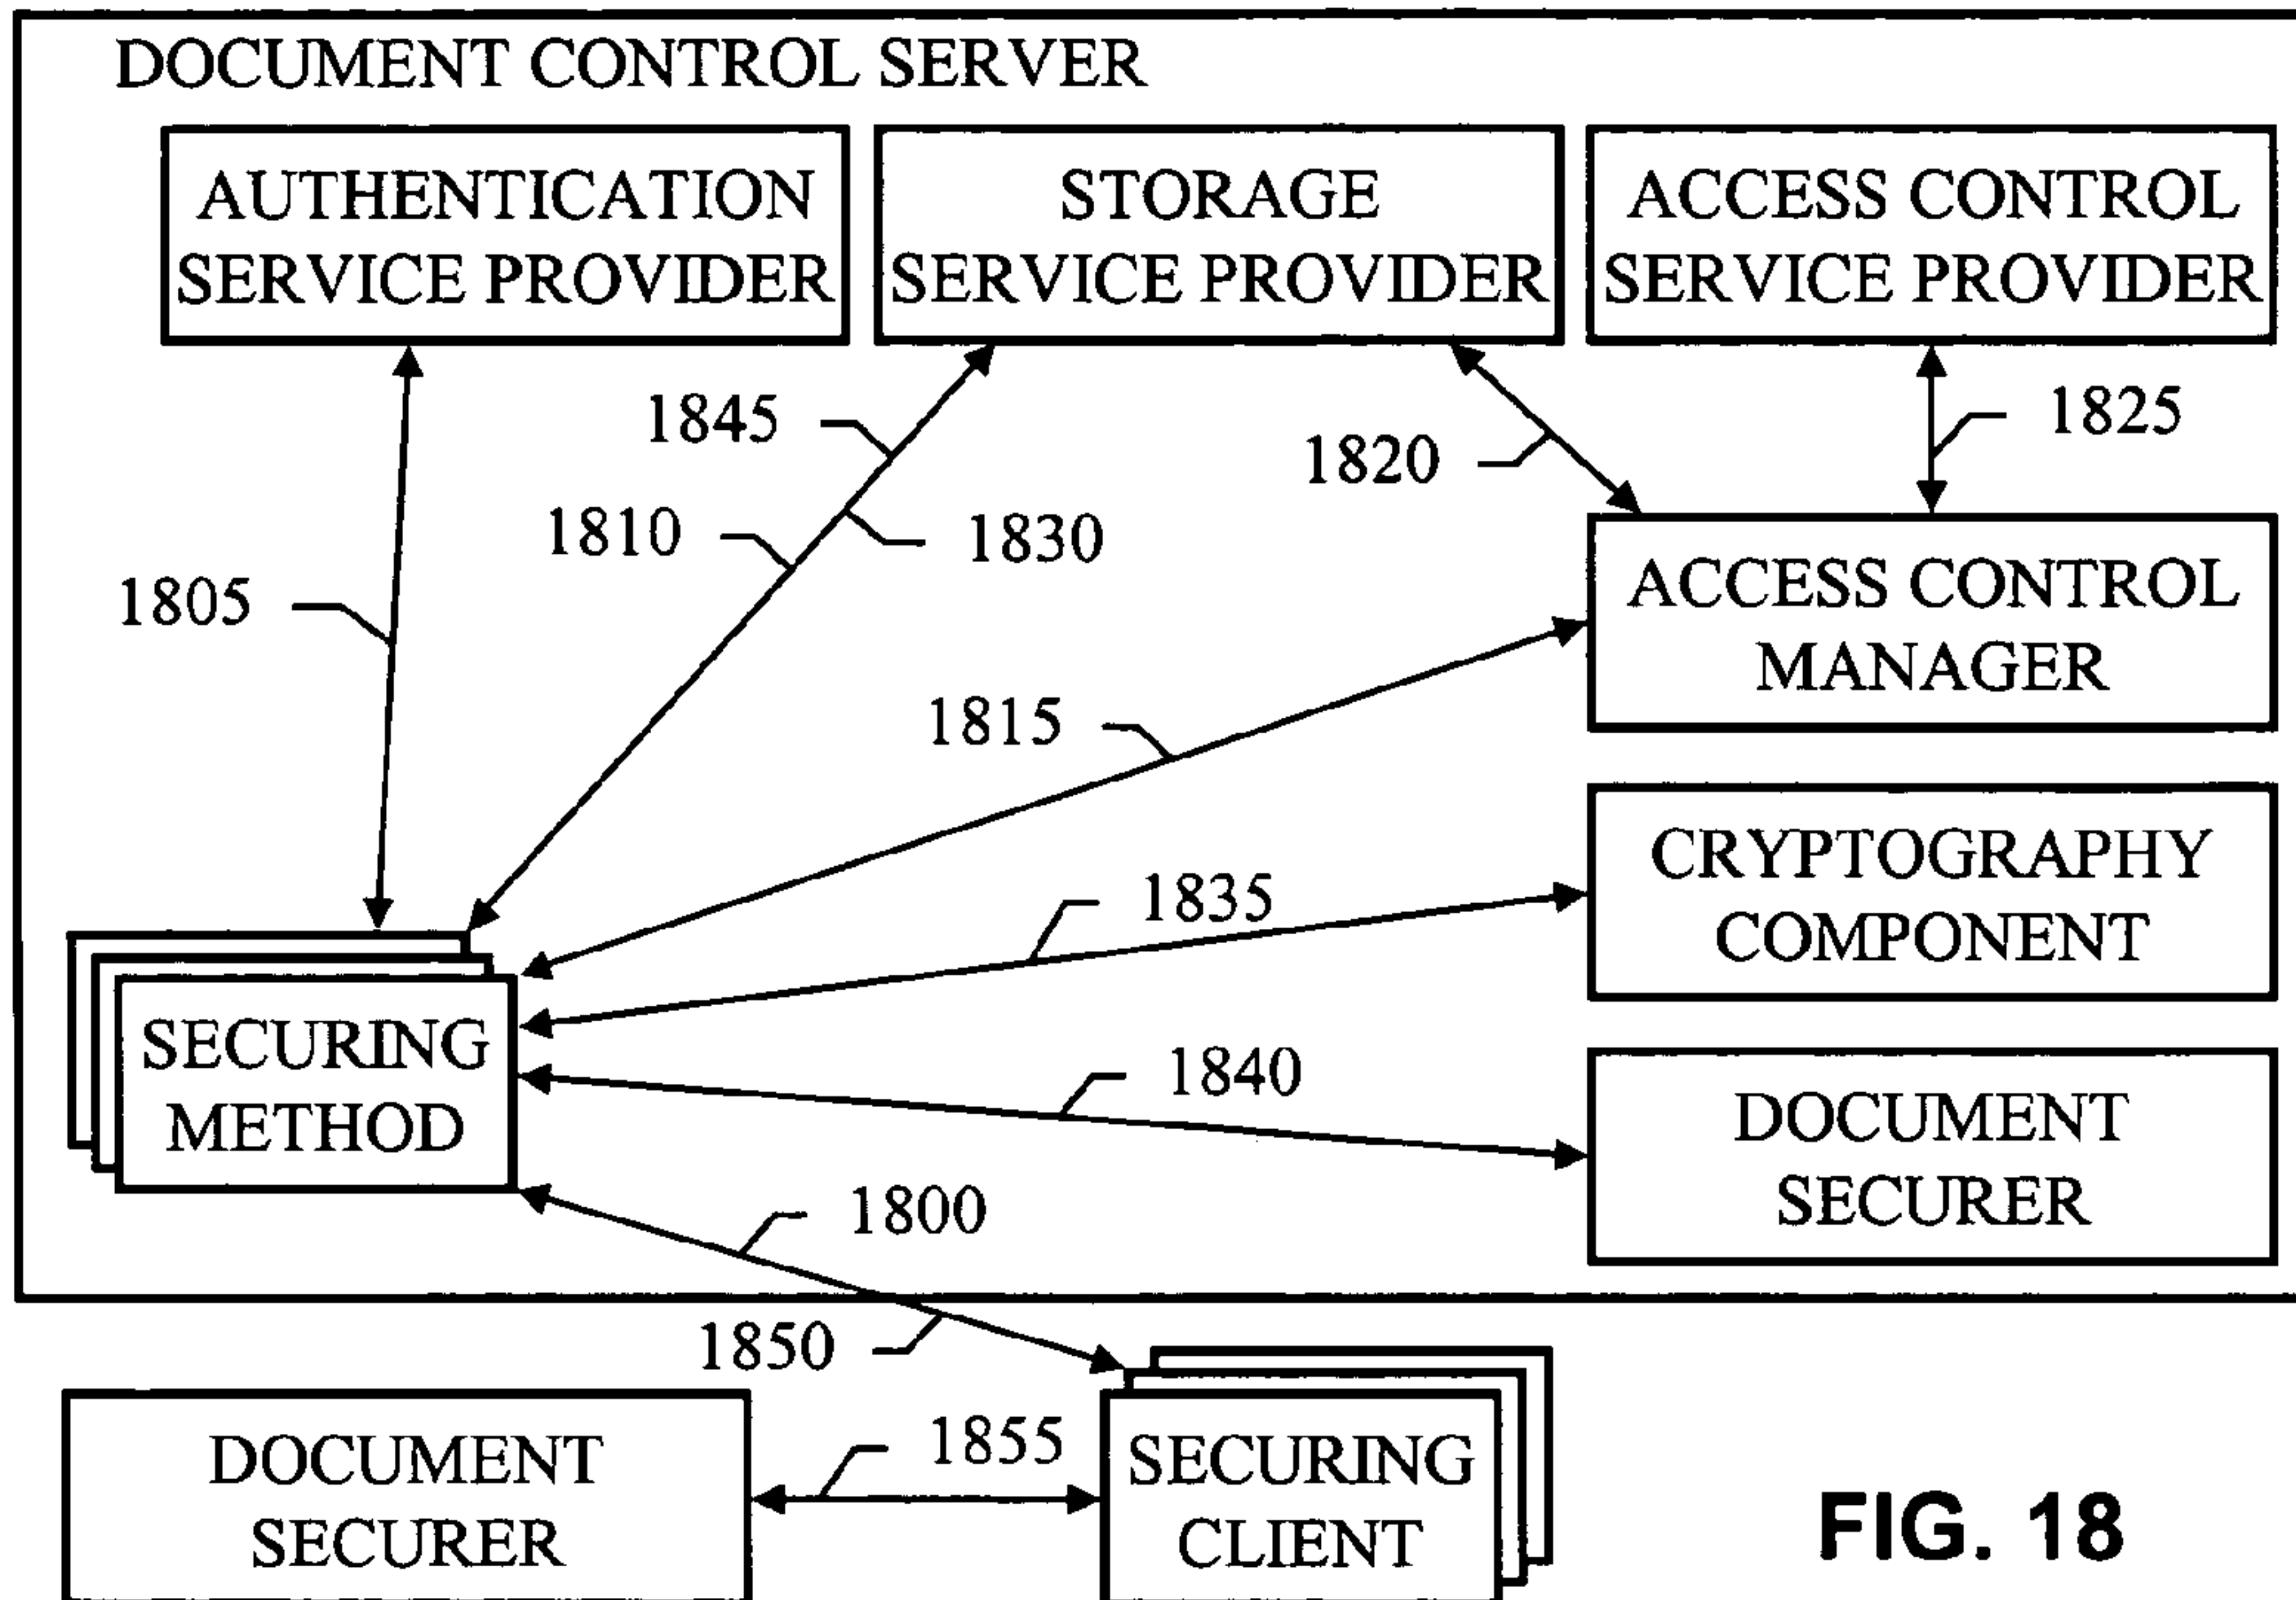 DOCUMENT CONTROL SERVER
AUTHENTICATION
SERVICE PROVIDER
STORAGE
SERVICE PROVIDER
ACCESS CONTROL
SERVICE PROVIDER
1845
1820
1825
1810
1830
1805
ACCESS CONTROL
MANAGER
1815
CRYPTOGRAPHY
COMPONENT
1835
SECURING
METHOD
1840
DOCUMENT
SECURER
1800
1850
DOCUMENT
SECURER
1855
SECURING
CLIENT
FIG. 18